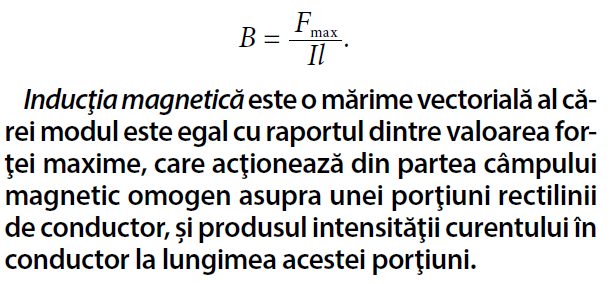 B = F_max / Il.
Inducţia magnetică este o mărime vectorială al că-
rei modul este egal cu raportul dintre valoarea for-
ţei maxime, care acţionează din partea câmpului
magnetic omogen asupra unei porţiuni rectilinii
de conductor, și produsul intensităţii curentului în
conductor la lungimea acestei porţiuni.